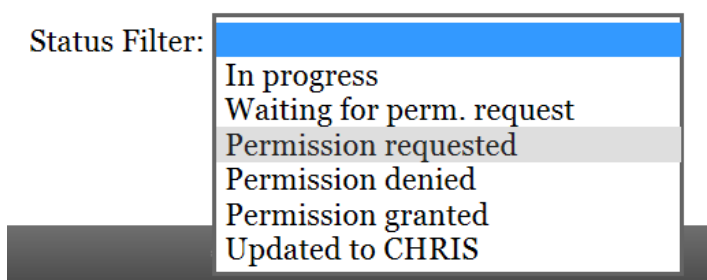 Status Filter:
In progress
Waiting for perm. request
Permission requested
Permission denied
Permission granted
Updated to CHRIS